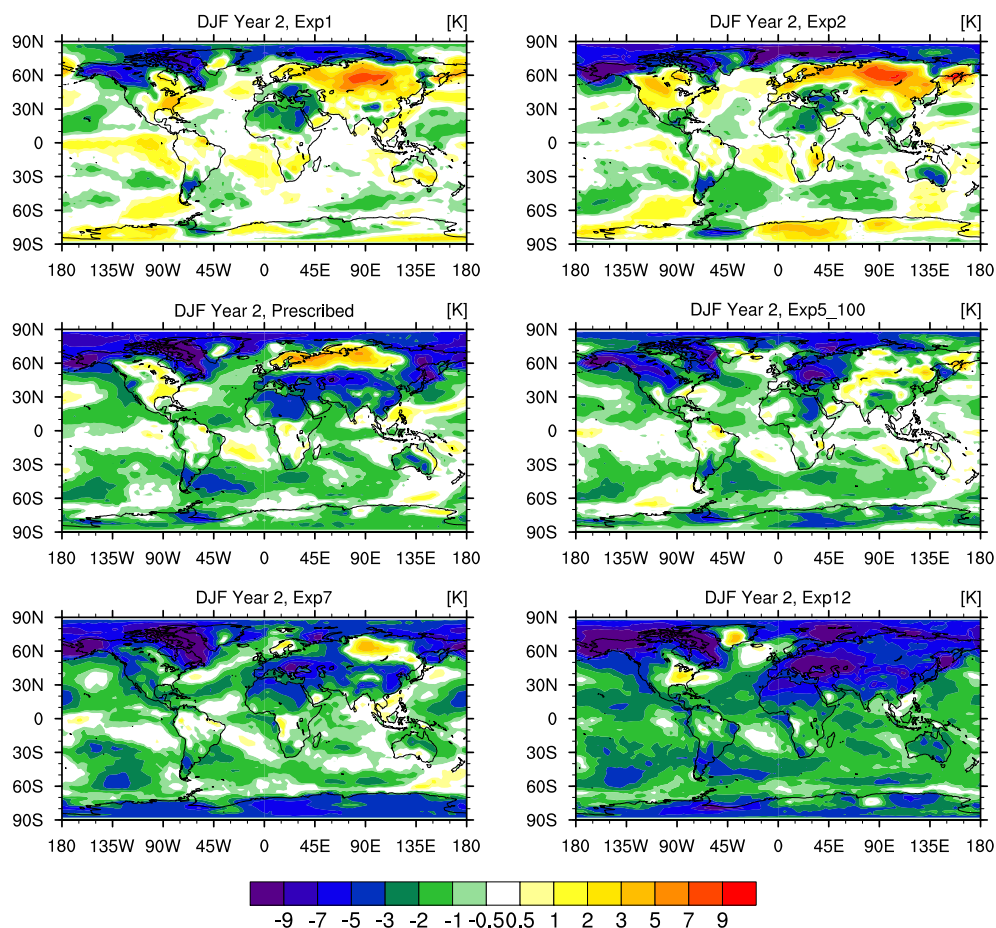 DJF Year 2, Exp1 [K]
90N
60N
30N
0
30S
60S
90S
180 135W 90W 45W 0 45E 90E 135E 180
DJF Year 2, Exp2 [K]
90N
60N
30N
0
30S
60S
90S
180 135W 90W 45W 0 45E 90E 135E 180
DJF Year 2, Prescribed [K]
90N
60N
30N
0
30S
60S
90S
180 135W 90W 45W 0 45E 90E 135E 180
DJF Year 2, Exp5_100 [K]
90N
60N
30N
0
30S
60S
90S
180 135W 90W 45W 0 45E 90E 135E 180
DJF Year 2, Exp7 [K]
90N
60N
30N
0
30S
60S
90S
180 135W 90W 45W 0 45E 90E 135E 180
DJF Year 2, Exp12 [K]
90N
60N
30N
0
30S
60S
90S
180 135W 90W 45W 0 45E 90E 135E 180
-9 -7 -5 -3 -2 -1 -0.5 0.5 1 2 3 5 7 9